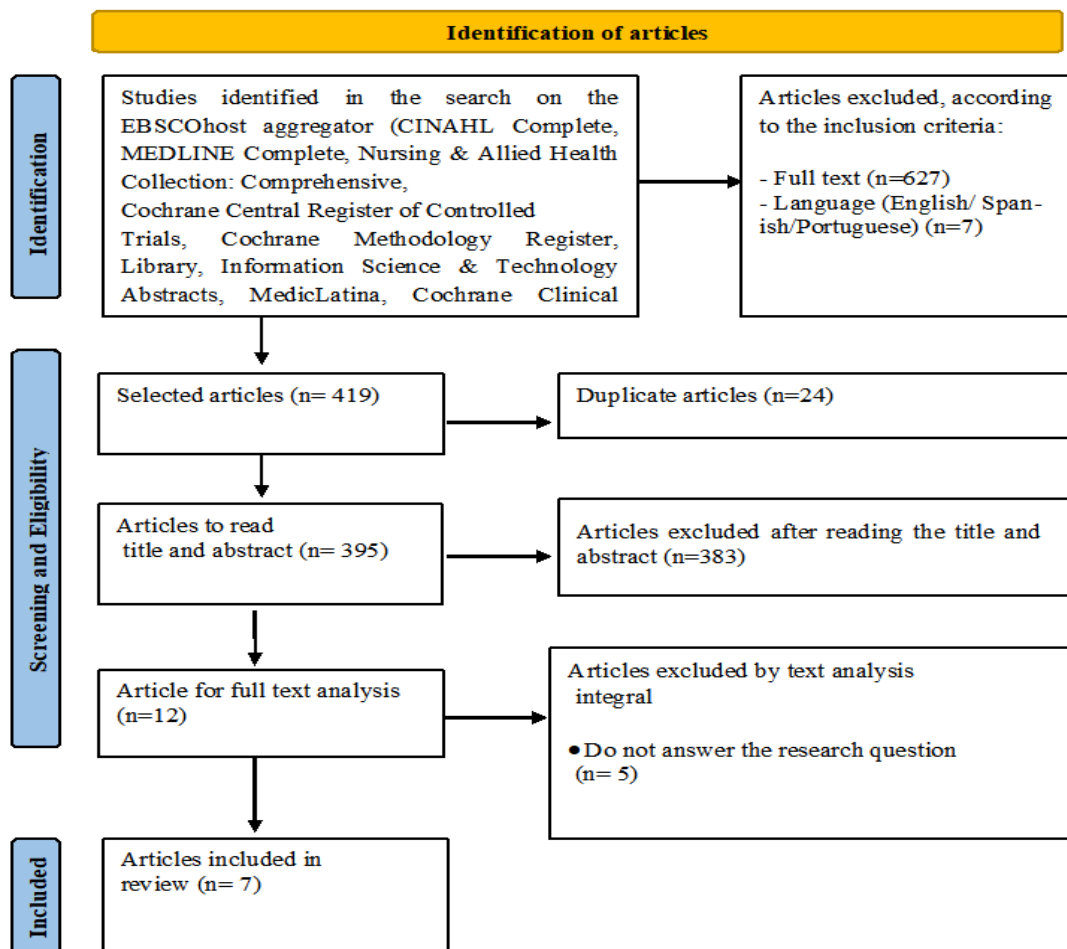 Identification of articles
Identification
Studies identified in the search on the
EBSCOhost aggregator (CINAHL Complete,
MEDLINE Complete, Nursing & Allied Health
Collection: Comprehensive,
Cochrane Central Register of Controlled
Trials, Cochrane Methodology Register,
Library, Information Science & Technology
Abstracts, MedicLatina, Cochrane Clinical
Articles excluded, according
to the inclusion criteria:
- Full text (n=627)
- Language (English/ Span-
ish/Portuguese) (n=7)
Screening and Eligibility
Selected articles (n= 419)
Duplicate articles (n=24)
Articles to read
title and abstract (n= 395)
Articles excluded after reading the title and
abstract (n=383)
Article for full text analysis
(n=12)
Articles excluded by text analysis
integral
●Do not answer the research question
(n= 5)
Included
Articles included in
review (n= 7)